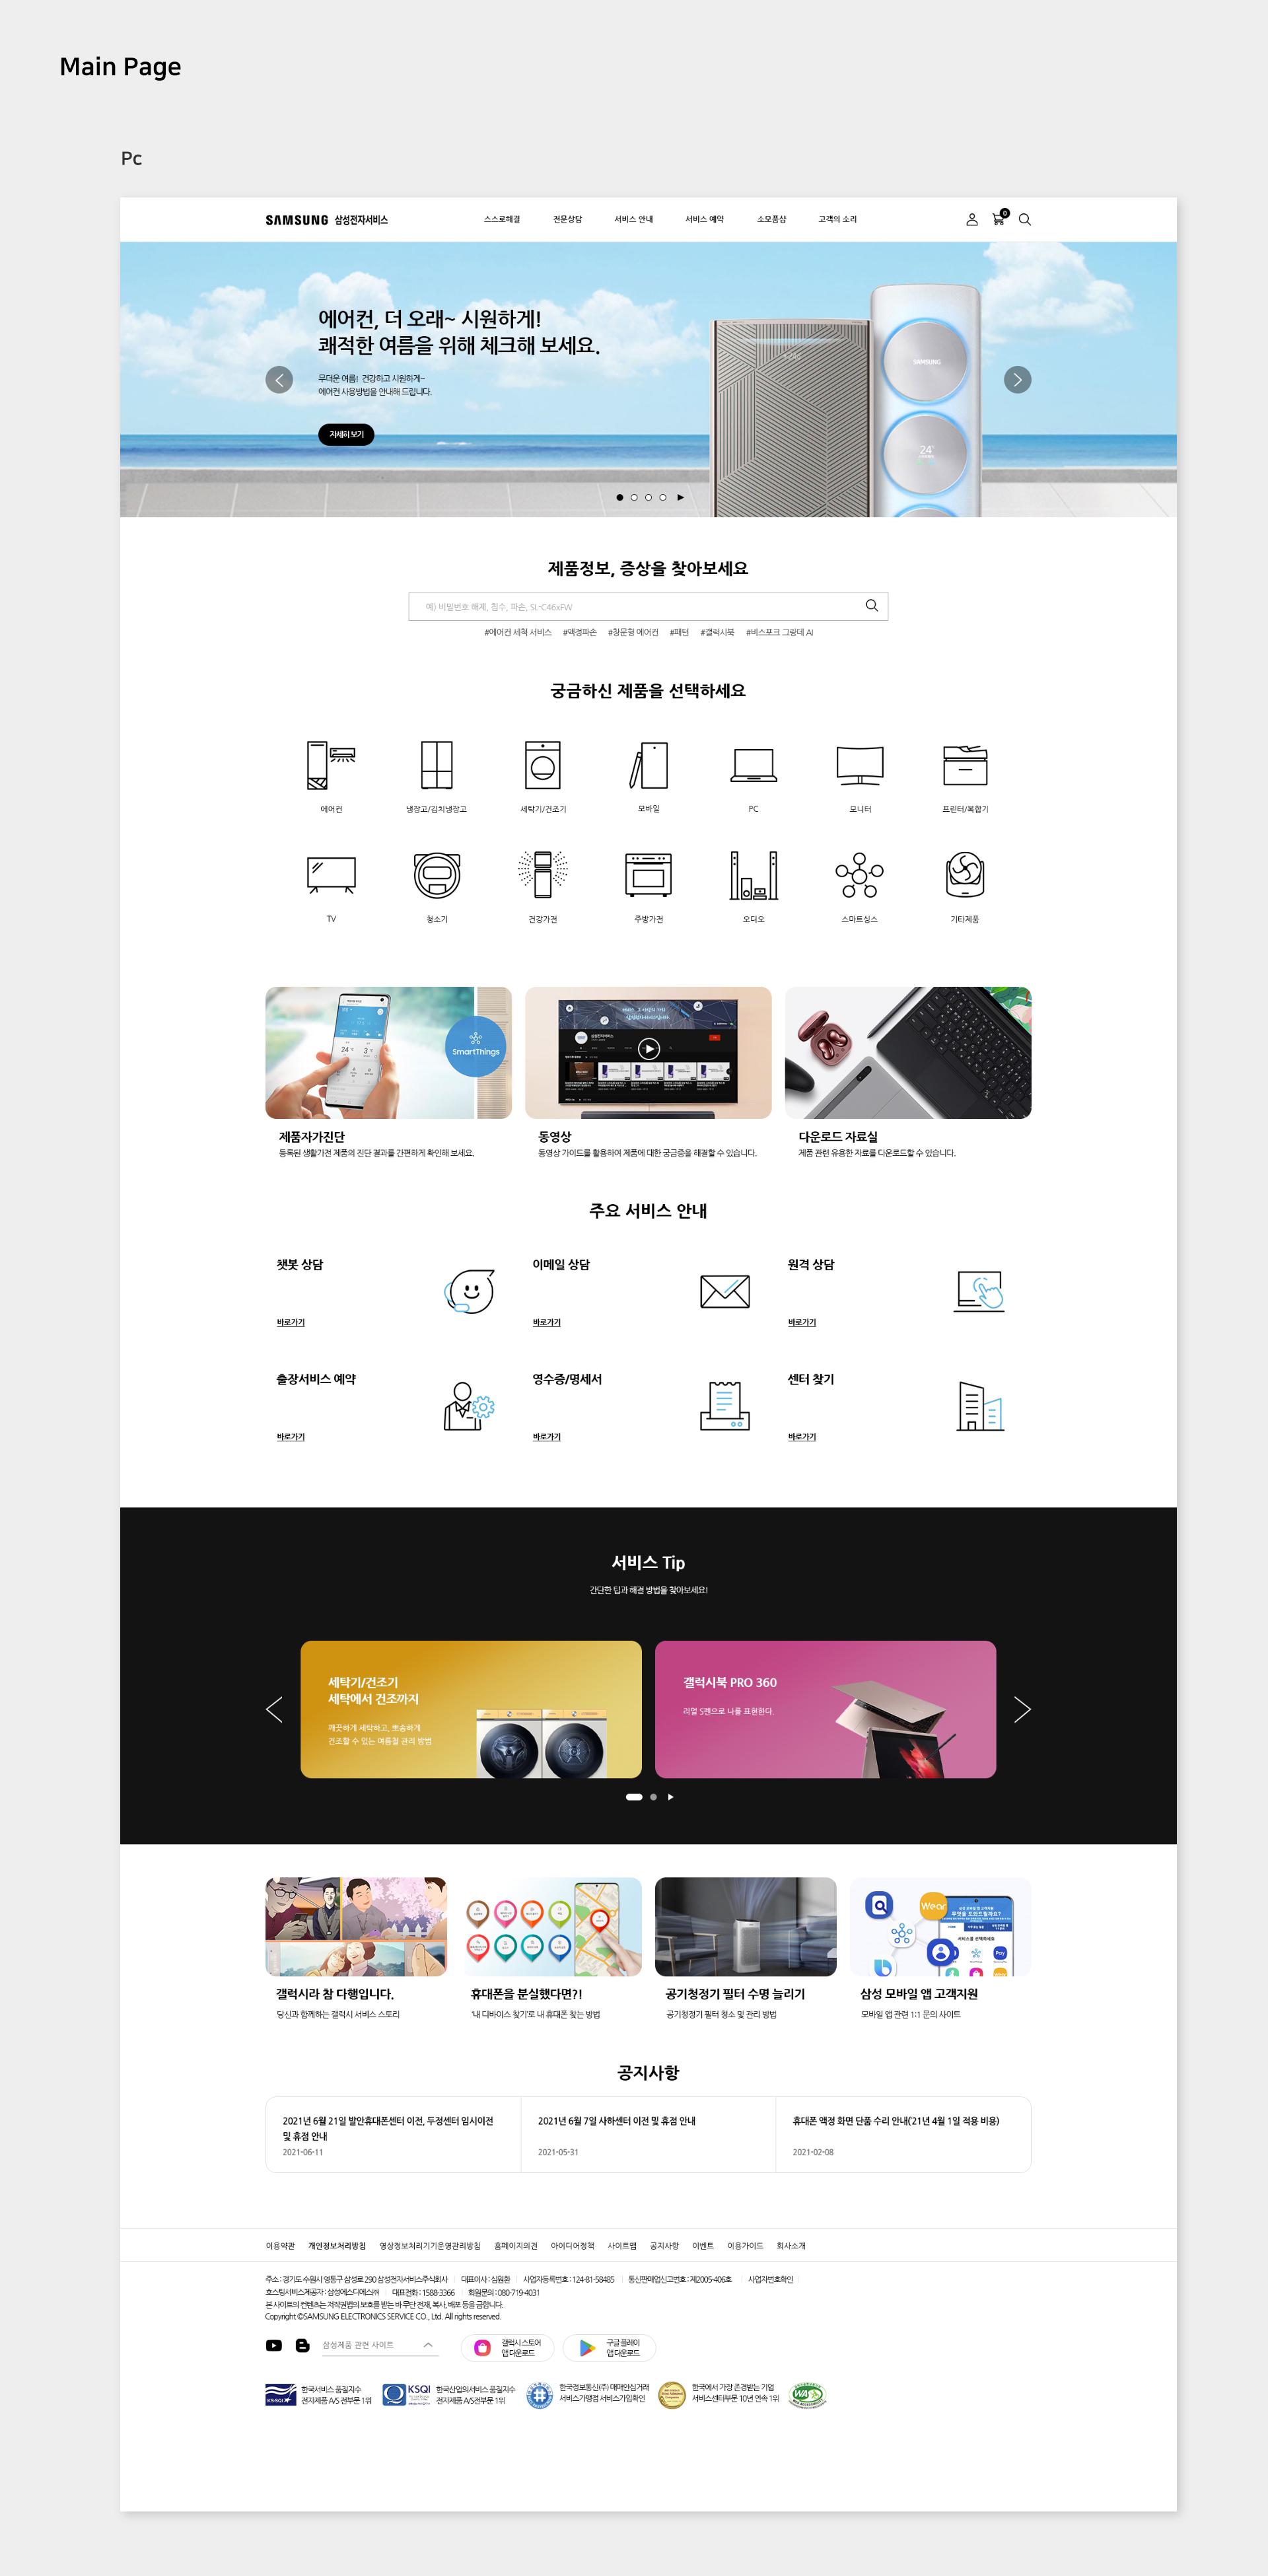 Main Page
Pc
SAMSUNG 삼성전자서비스
스스로해결 전문상담 서비스 안내 서비스 예약 소모품샵 고객의 소리
0
에어컨, 더 오래~ 시원하게!
쾌적한 여름을 위해 체크해 보세요.
무더운 여름! 건강하고 시원하게~
에어컨 사용방법을 안내해 드립니다.
자세히 보기
SAMSUNG
24°
제품정보, 증상을 찾아보세요
예) 비밀번호 해제, 침수, 파손, SL-C46xFW
#에어컨 세척 서비스 #액정파손 #창문형 에어컨 #패턴 #갤럭시북 #비스포크 그랑데 AI
궁금하신 제품을 선택하세요
에어컨 냉장고/김치냉장고 세탁기/건조기 모바일 PC 모니터 프린터/복합기
TV 청소기 건강가전 주방가전 오디오 스마트싱스 기타제품
SmartThings
제품자가진단
등록된 생활가전 제품의 진단 결과를 간편하게 확인해 보세요.
동영상
동영상 가이드를 활용하여 제품에 대한 궁금증을 해결할 수 있습니다.
다운로드 자료실
제품 관련 유용한 자료를 다운로드할 수 있습니다.
주요 서비스 안내
챗봇 상담
바로가기
이메일 상담
바로가기
원격 상담
바로가기
출장서비스 예약
바로가기
영수증/명세서
바로가기
센터 찾기
바로가기
서비스 Tip
간단한 팁과 해결 방법을 찾아보세요!
세탁기/건조기
세탁에서 건조까지
깨끗하게 세탁하고, 뽀송하게
건조할 수 있는 여름철 관리 방법
갤럭시북 PRO 360
리얼 S펜으로 나를 표현한다.
Wear
Pay
갤럭시라 참 다행입니다.
당신과 함께하는 갤럭시 서비스 스토리
휴대폰을 분실했다면?!
'내 디바이스 찾기'로 내 휴대폰 찾는 방법
공기청정기 필터 수명 늘리기
공기청정기 필터 청소 및 관리 방법
삼성 모바일 앱 고객지원
모바일 앱 관련 1:1 문의 사이트
공지사항
2021년 6월 21일 발안휴대폰센터 이전, 두정센터 임시이전
및 휴점 안내
2021-06-11
2021년 6월 7일 사하센터 이전 및 휴점 안내
2021-05-31
휴대폰 액정 화면 단품 수리 안내('21년 4월 1일 적용 비용)
2021-02-08
이용약관 개인정보처리방침 영상정보처리기기운영관리방침 홈페이지의견 아이디어정책 사이트맵 공지사항 이벤트 이용가이드 회사소개
주소 : 경기도 수원시 영통구 삼성로 290 삼성전자서비스주식회사 대표이사 : 심원환 사업자등록번호 : 124-81-58485 통신판매업신고번호 : 제2005-406호 사업자번호확인
호스팅서비스제공자 : 삼성에스디에스㈜ 대표전화 : 1588-3366 회원문의 : 080-719-4031
본 사이트의 컨텐츠는 저작권법의 보호를 받는 바 무단 전재, 복사, 배포 등을 금합니다.
Copyright ©SAMSUNG ELECTRONICS SERVICE CO., Ltd. All rights reserved.
삼성제품 관련 사이트
갤럭시 스토어
앱 다운로드
구글 플레이
앱 다운로드
KS-SQI
한국서비스 품질지수
전자제품 A/S 전부문 1위
KSQI
한국산업의서비스 품질지수
전자제품 A/S전부문 1위
한국정보통신(주) 매매안심거래
서비스가맹점 서비스가입확인
한국에서 가장 존경받는 기업
서비스센터부문 10년 연속 1위
WA